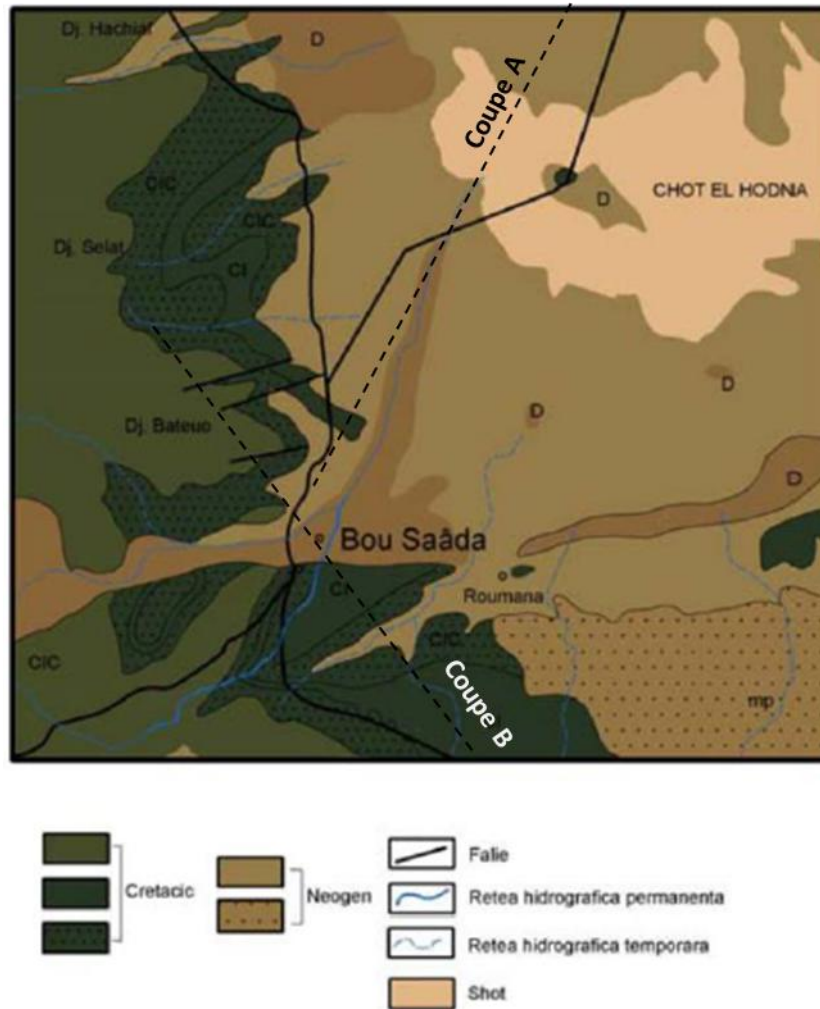 Dj. Hachiaf
D
Coupe A
CHOT EL HODNA
D
CIC
CIC
Dj. Selat
CI
D
Dj. Bateuo
D
D
Bou Saâda
Roumana
CI
CIC
CIC
Coupe B
mp
Cretacic
Neogen
Falie
Retea hidrografica permanenta
Retea hidrografica temporara
Shot